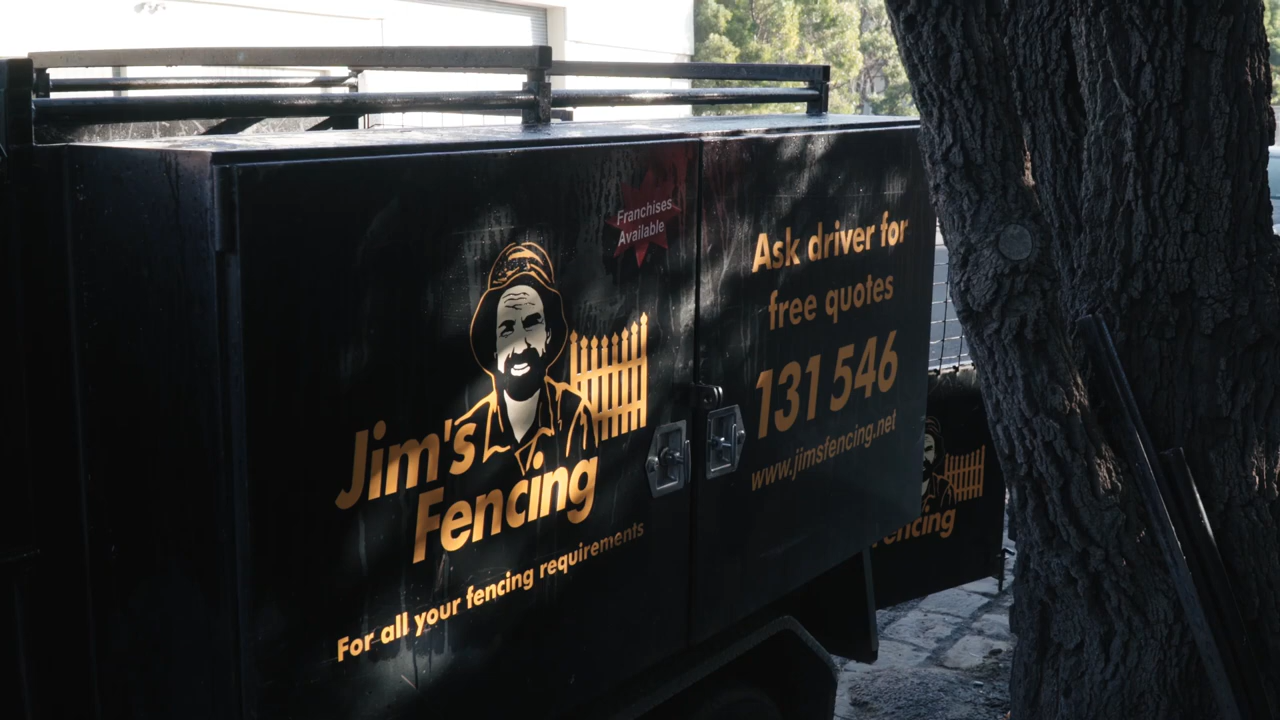 Franchises
Available
Jim's
Fencing
For all your fencing requirements
Ask driver for
free quotes
131 546
www.jimsfencing.net
Fencing